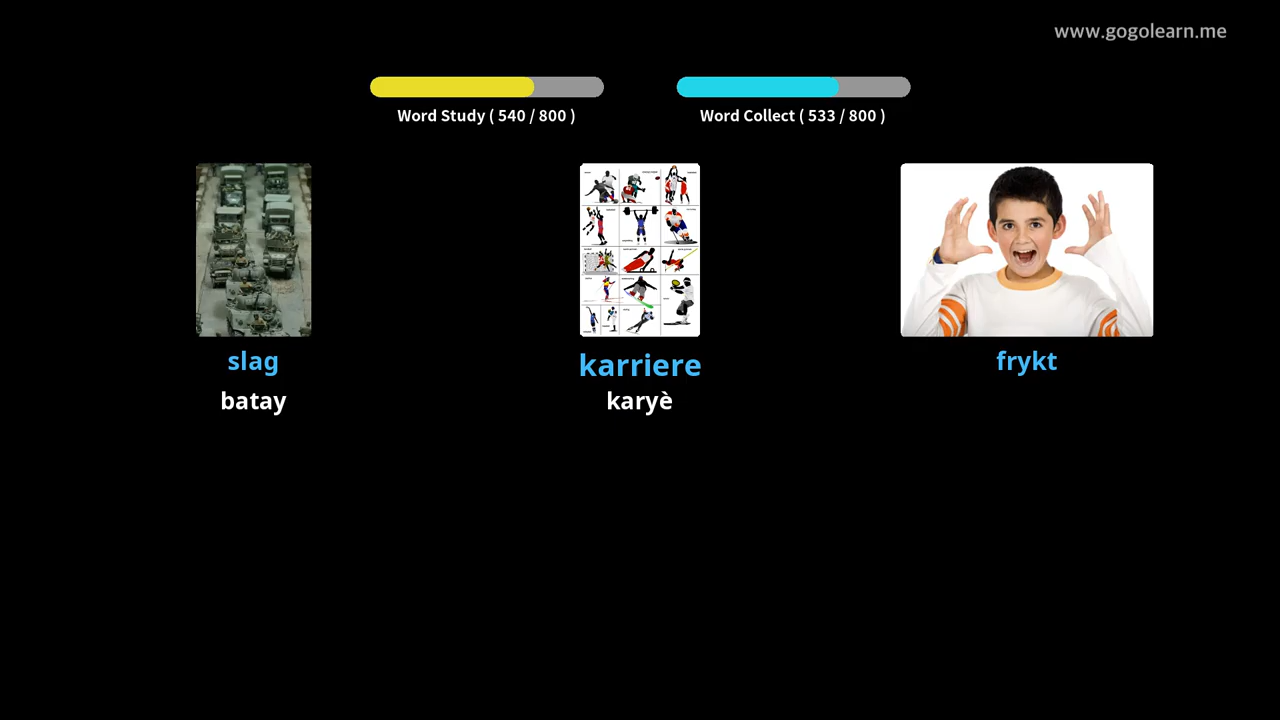 www.gogolearn.me
Word Study ( 540 / 800 )
Word Collect ( 533 / 800 )
slag
karriere
frykt
batay
karyè